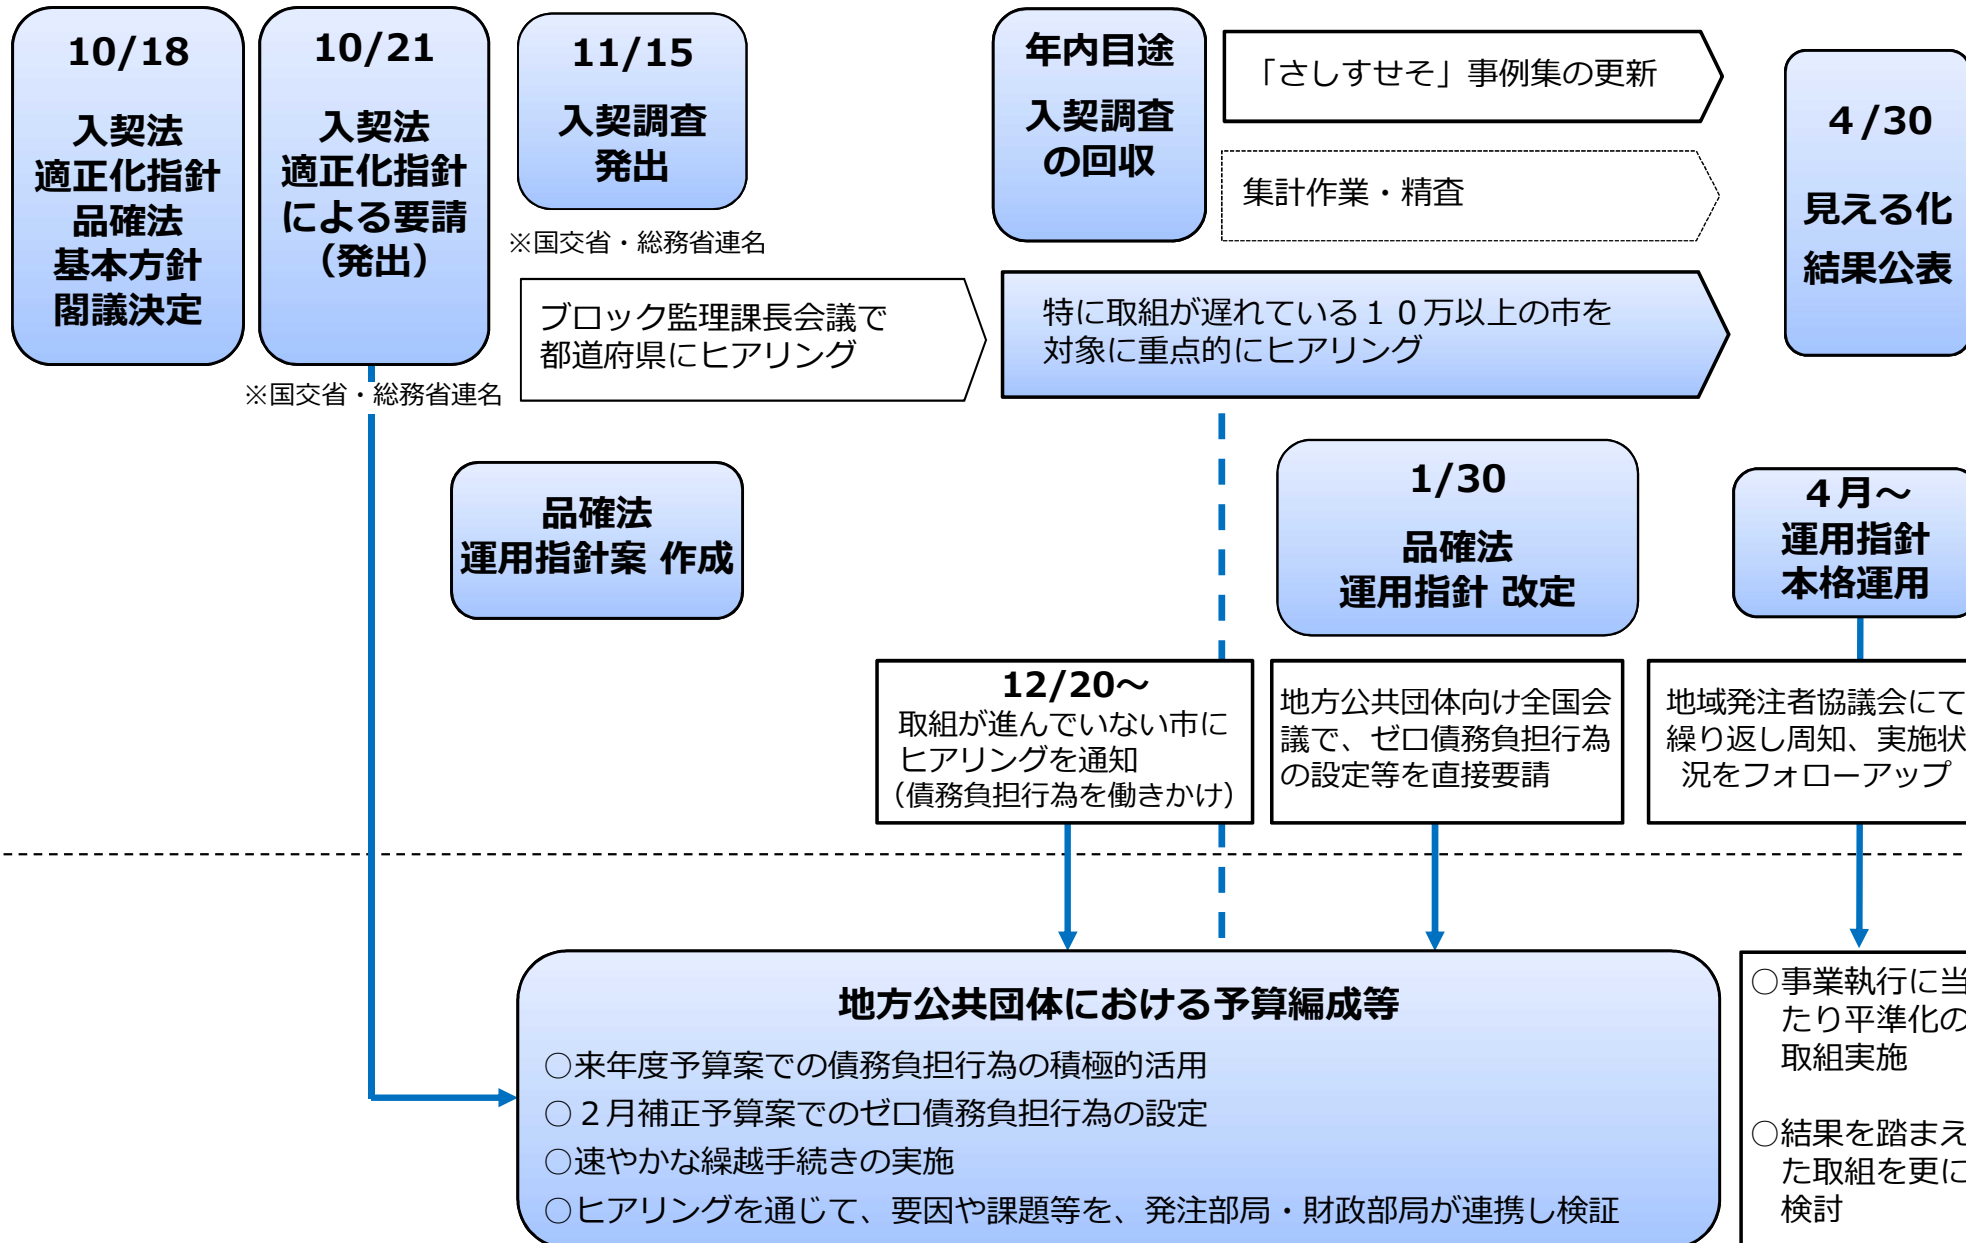 10/18
入契法
適正化指針
品確法
基本方針
閣議決定
10/21
入契法
適正化指針
による要請
（発出）
※国交省・総務省連名
11/15
入契調査
発出
※国交省・総務省連名
年内目途
入契調査
の回収
「さしすせそ」事例集の更新
集計作業・精査
4/30
見える化
結果公表
ブロック監理課長会議で
都道府県にヒアリング
特に取組が遅れている１０万以上の市を
対象に重点的にヒアリング
品確法
運用指針案 作成
1/30
品確法
運用指針 改定
４月～
運用指針
本格運用
12/20～
取組が進んでいない市に
ヒアリングを通知
（債務負担行為を働きかけ）
地方公共団体向け全国会
議で、ゼロ債務負担行為
の設定等を直接要請
地域発注者協議会にて
繰り返し周知、実施状
況をフォローアップ
地方公共団体における予算編成等
○来年度予算案での債務負担行為の積極的活用
○２月補正予算案でのゼロ債務負担行為の設定
○速やかな繰越手続きの実施
○ヒアリングを通じて、要因や課題等を、発注部局・財政部局が連携し検証
○事業執行に当
たり平準化の
取組実施
○結果を踏まえ
た取組を更に
検討